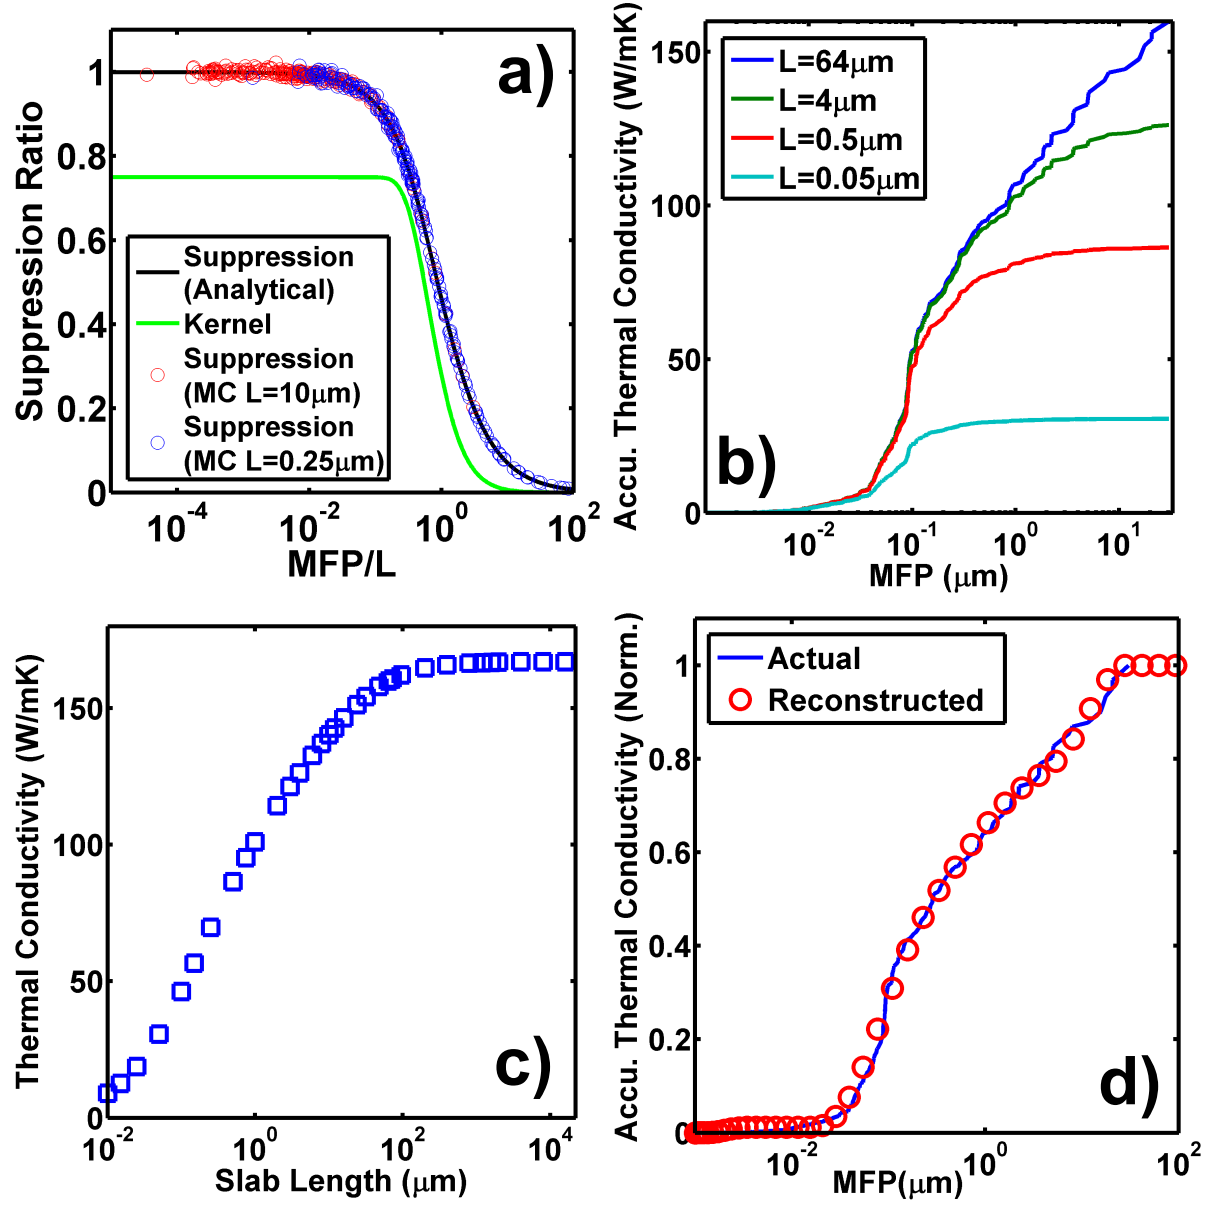 a)
Suppression Ratio
1
0.8
0.6
0.4
0.2
0
Suppression
(Analytical)
Kernel
Suppression
(MC L=10μm)
Suppression
(MC L=0.25μm)
10^-4 10^-2 10^0 10^2
MFP/L
b)
Accu. Thermal Conductivity (W/mK)
150
100
50
0
L=64μm
L=4μm
L=0.5μm
L=0.05μm
10^-2 10^-1 10^0 10^1
MFP (μm)
c)
Thermal Conductivity (W/mK)
150
100
50
0
10^-2 10^0 10^2 10^4
Slab Length (μm)
d)
Accu. Thermal Conductivity (Norm.)
1
0.8
0.6
0.4
0.2
0
Actual
Reconstructed
10^-2 10^0 10^2
MFP(μm)